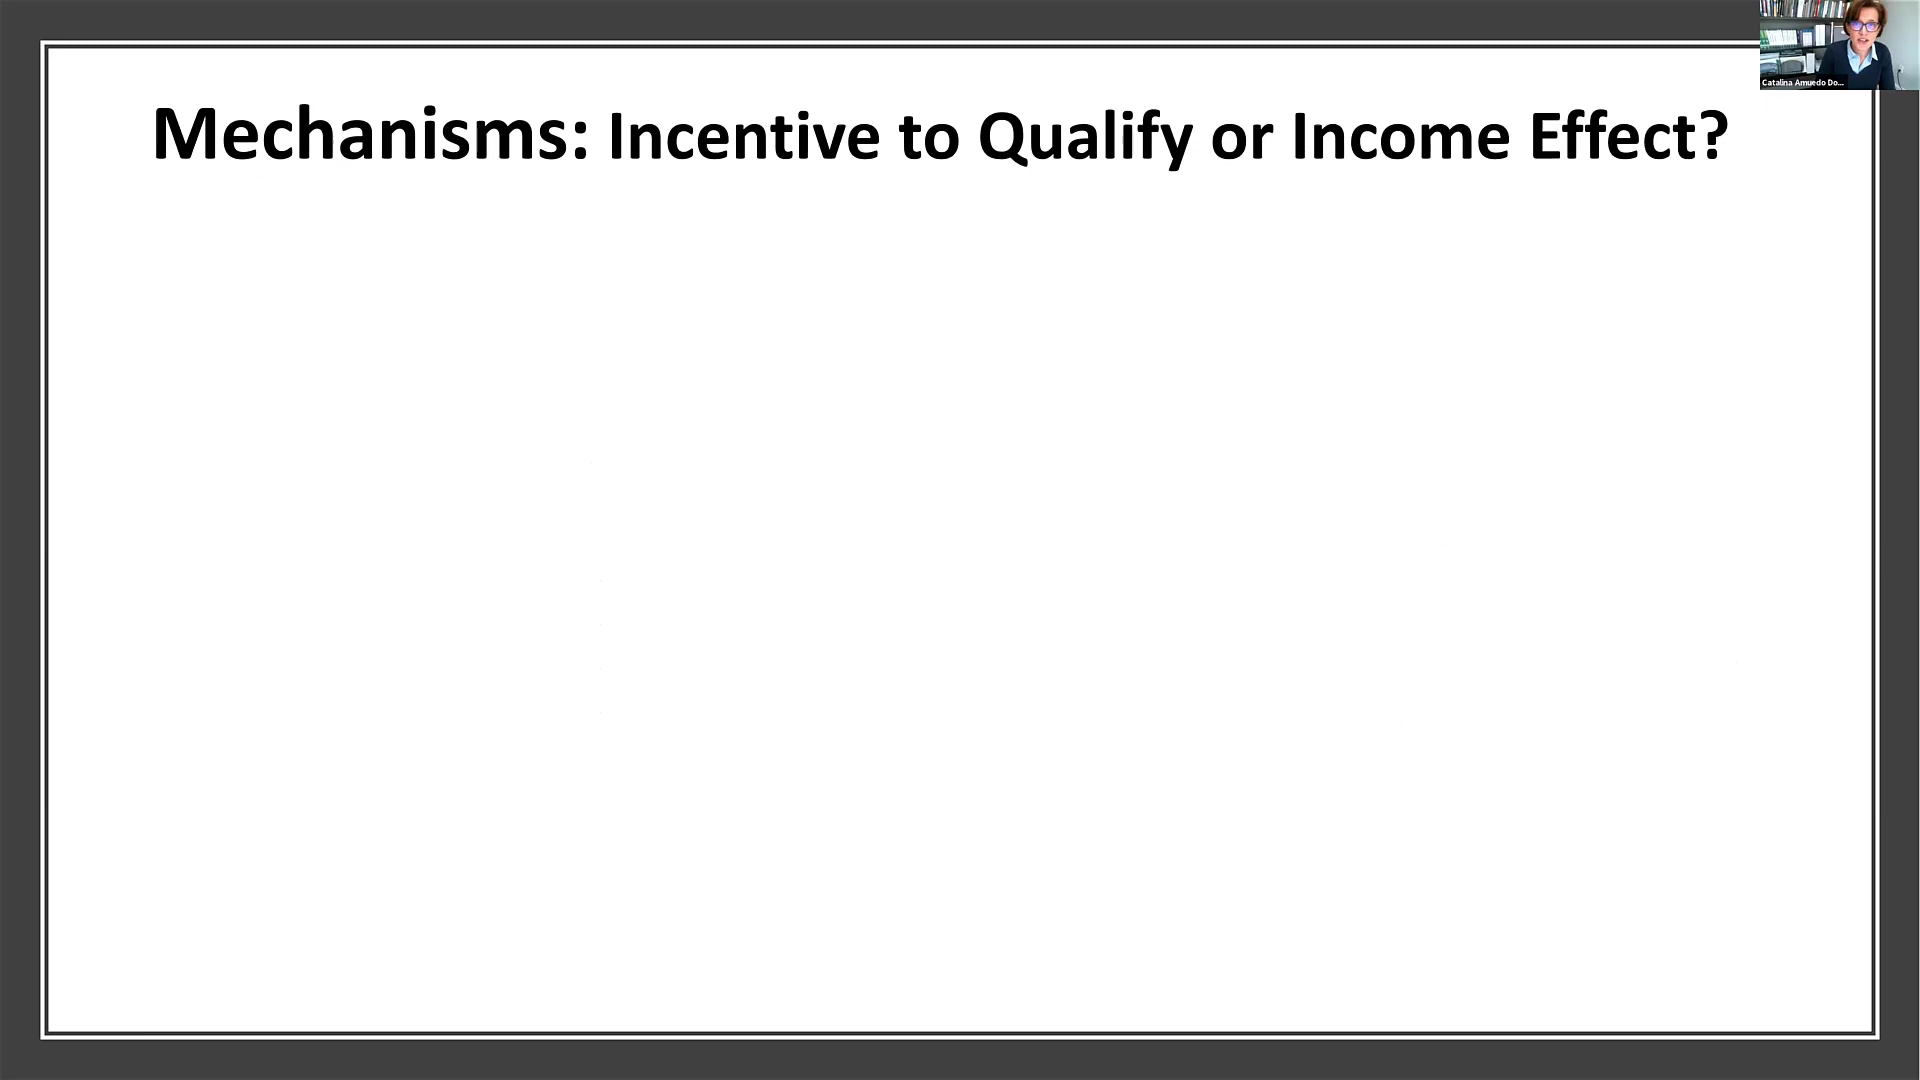 Mechanisms: Incentive to Qualify or Income Effect?
Catalina Amuedo Do...